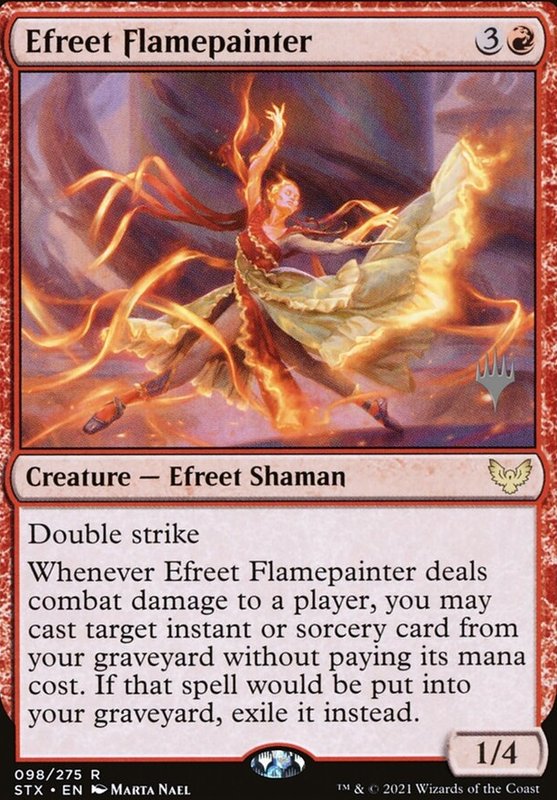 Efreet Flamepainter 3
Creature — Efreet Shaman
Double strike
Whenever Efreet Flamepainter deals
combat damage to a player, you may
cast target instant or sorcery card from
your graveyard without paying its mana
cost. If that spell would be put into
your graveyard, exile it instead.
1/4
098/275 R
STX • EN Marta Nael
™ & © 2021 Wizards of the Coast